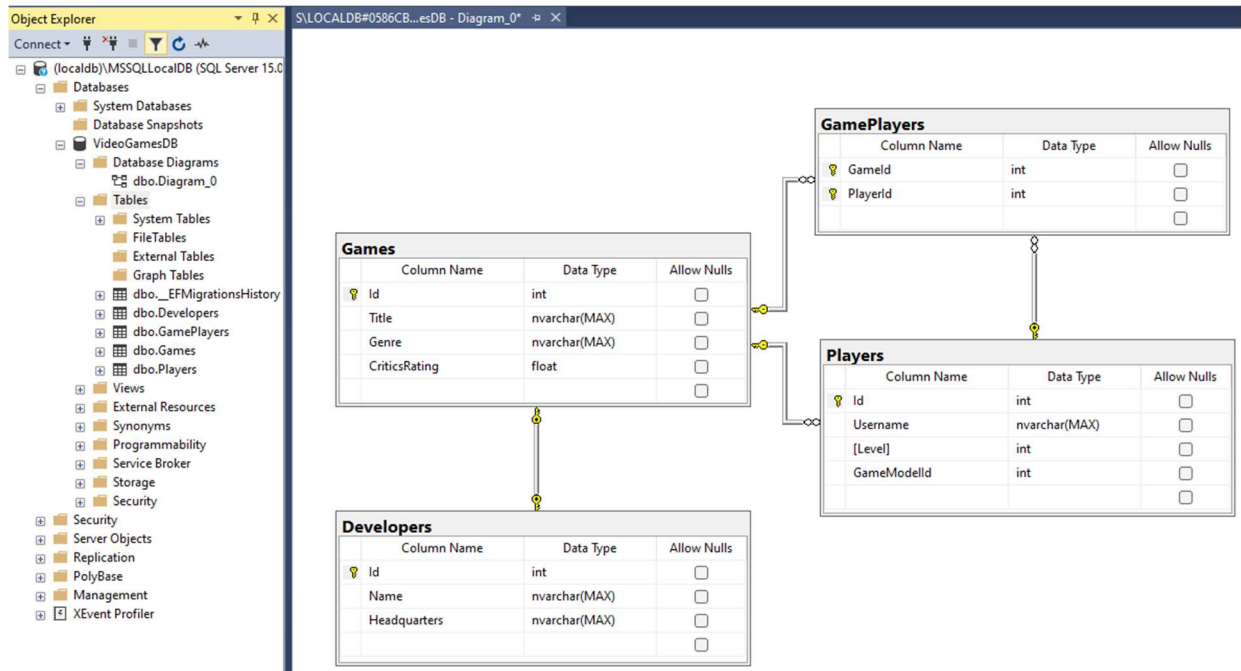 Object Explorer
Connect
(localdb)\MSSQLLocalDB (SQL Server 15.0
Databases
System Databases
Database Snapshots
VideoGamesDB
Database Diagrams
dbo.Diagram_0
Tables
System Tables
FileTables
External Tables
Graph Tables
dbo.__EFMigrationsHistory
dbo.Developers
dbo.GamePlayers
dbo.Games
dbo.Players
Views
External Resources
Synonyms
Programmability
Service Broker
Storage
Security
Security
Server Objects
Replication
PolyBase
Management
XEvent Profiler
S\LOCALDB#0586CB...esDB - Diagram_0*
GamePlayers
Column Name Data Type Allow Nulls
GameId int
PlayerId int
Games
Column Name Data Type Allow Nulls
Id int
Title nvarchar(MAX)
Genre nvarchar(MAX)
CriticsRating float
Players
Column Name Data Type Allow Nulls
Id int
Username nvarchar(MAX)
[Level] int
GameModelId int
Developers
Column Name Data Type Allow Nulls
Id int
Name nvarchar(MAX)
Headquarters nvarchar(MAX)